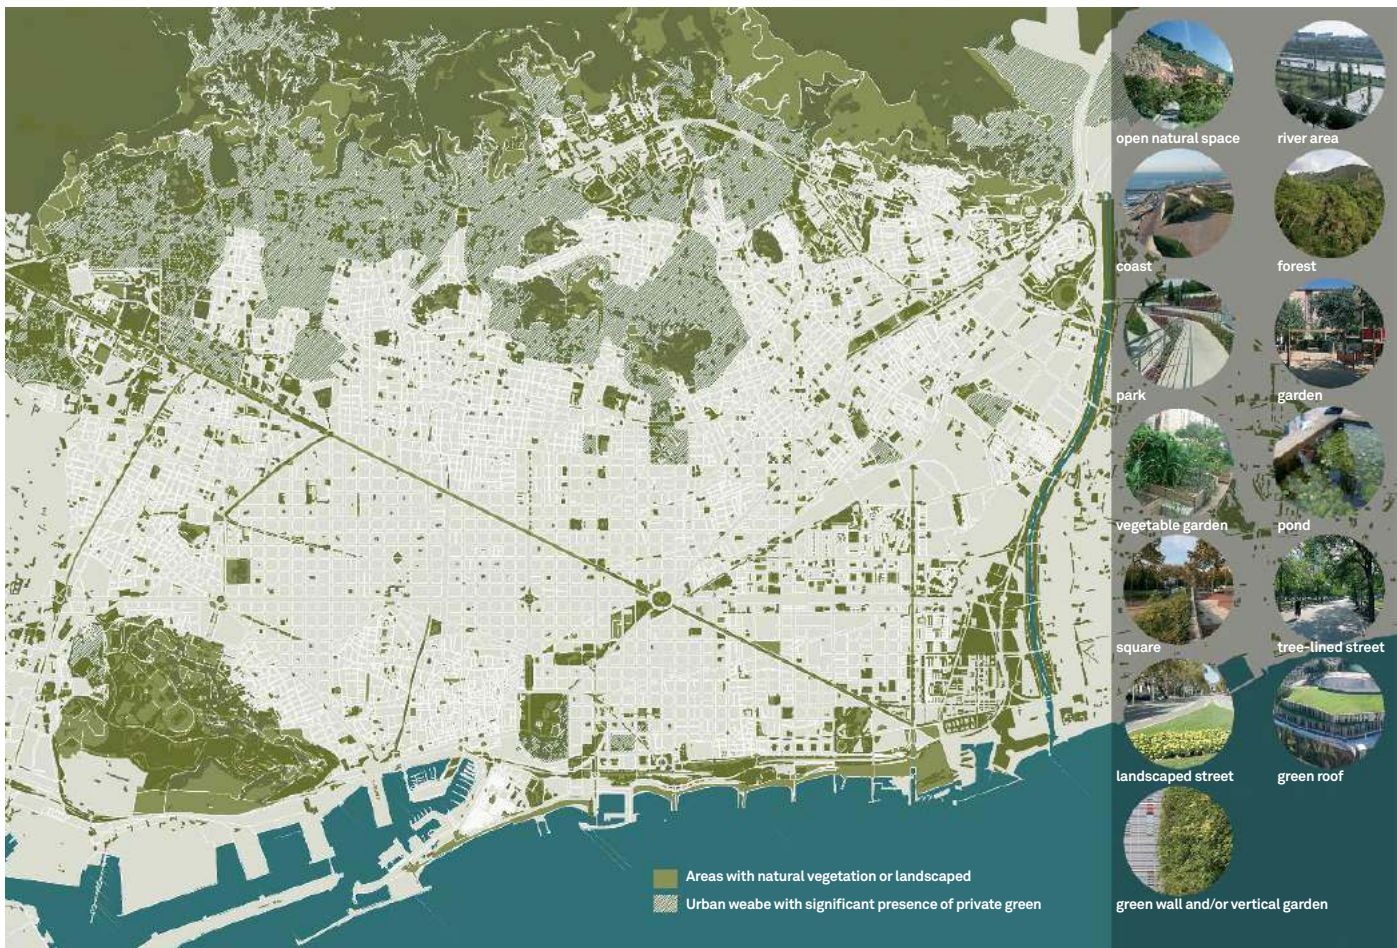 open natural space
river area
coast
forest
park
garden
vegetable garden
pond
square
tree-lined street
landscaped street
green roof
green wall and/or vertical garden
Areas with natural vegetation or landscaped
Urban weabe with significant presence of private green